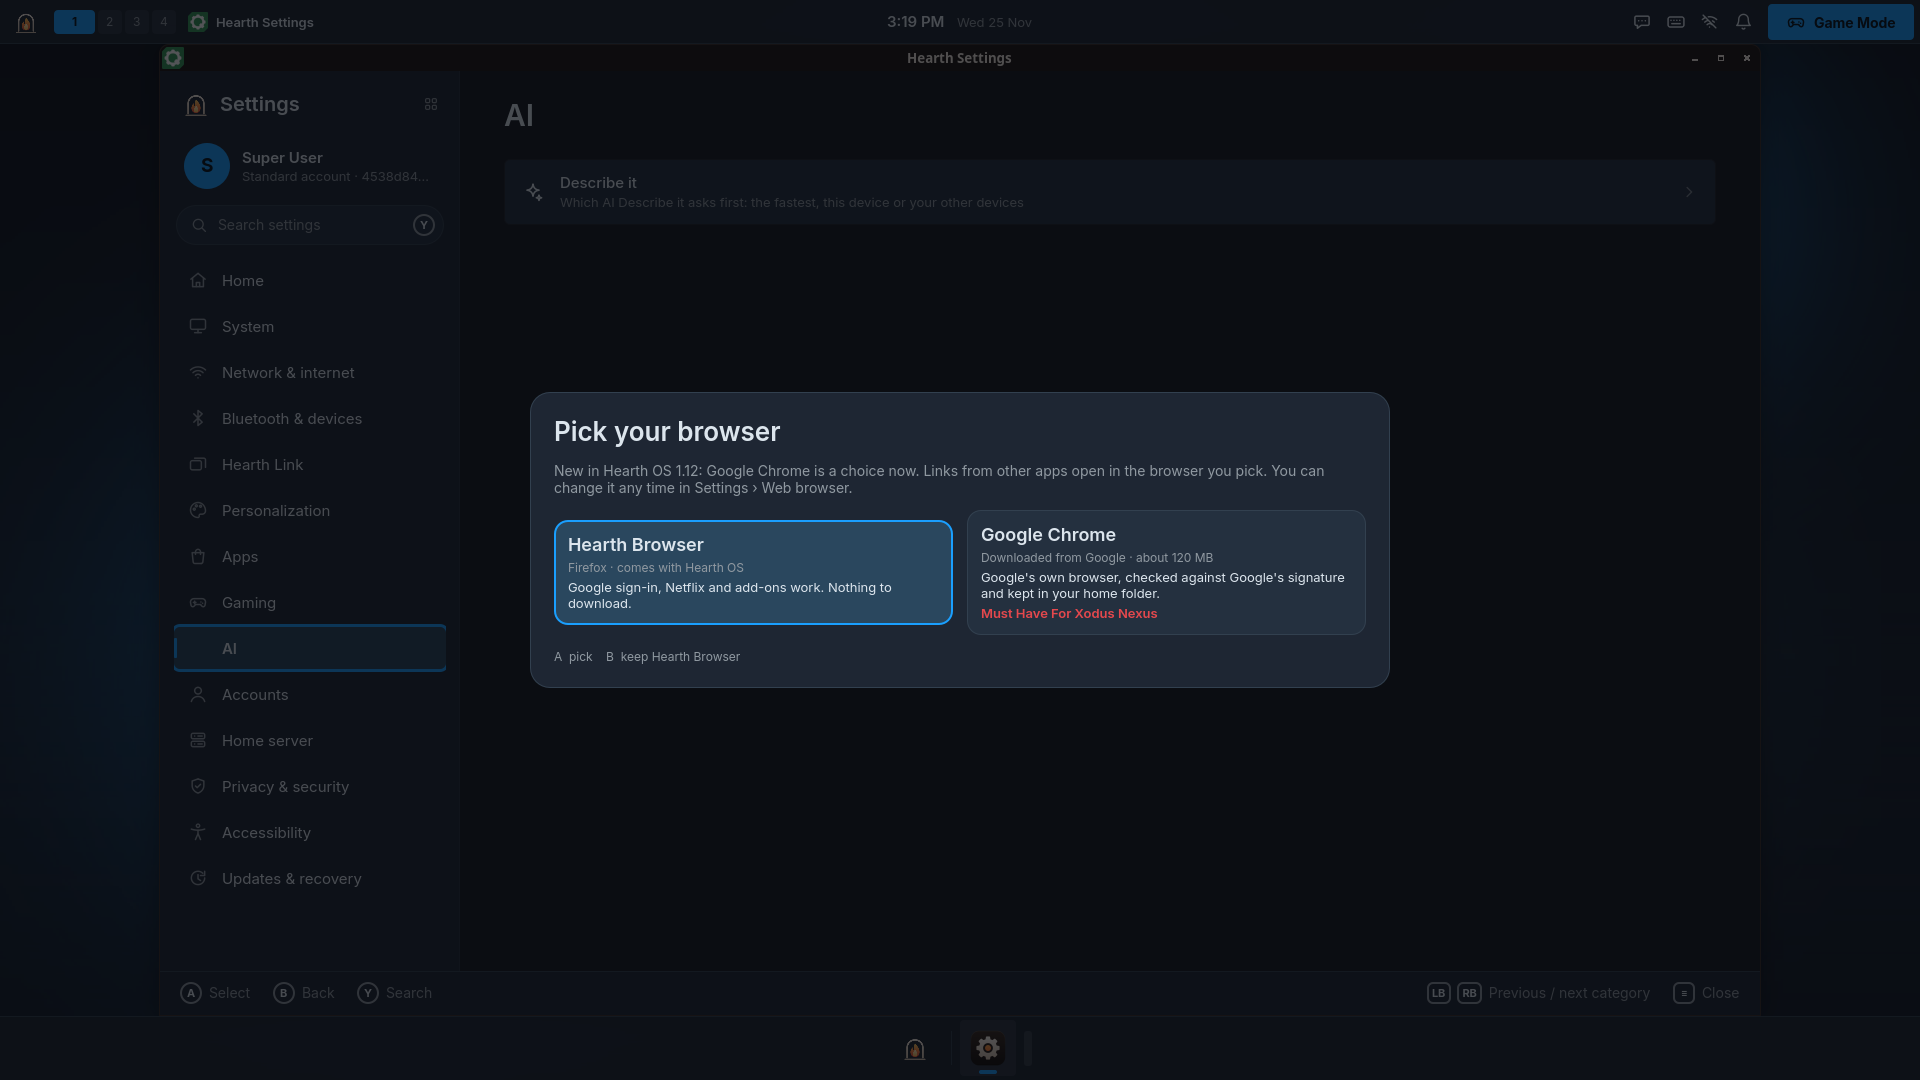 1 2 3 4 Hearth Settings
3:19 PM Wed 25 Nov
Game Mode
Hearth Settings
Settings
S
Super User
Standard account · 4538d84...
Search settings Y
Home
System
Network & internet
Bluetooth & devices
Hearth Link
Personalization
Apps
Gaming
AI
Accounts
Home server
Privacy & security
Accessibility
Updates & recovery
AI
Describe it
Which AI Describe it asks first: the fastest, this device or your other devices
Pick your browser
New in Hearth OS 1.12: Google Chrome is a choice now. Links from other apps open in the browser you pick. You can
change it any time in Settings › Web browser.
Hearth Browser
Firefox · comes with Hearth OS
Google sign-in, Netflix and add-ons work. Nothing to
download.
Google Chrome
Downloaded from Google · about 120 MB
Google's own browser, checked against Google's signature
and kept in your home folder.
Must Have For Xodus Nexus
A pick B keep Hearth Browser
A Select B Back Y Search
LB RB Previous / next category ≡ Close